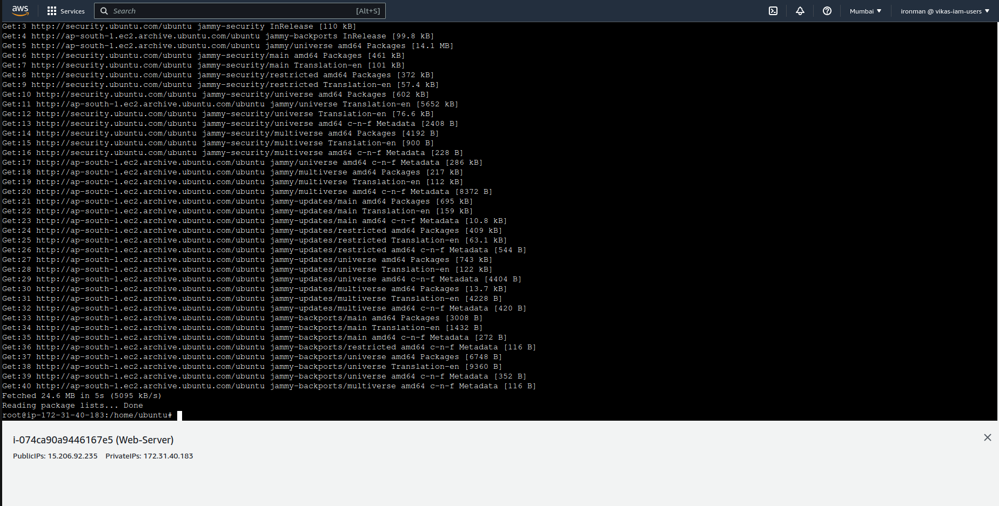 aws Services Search [Alt+S] Mumbai ▼ ironman @ vikas-iam-users ▼
Get:3 http://security.ubuntu.com/ubuntu jammy-security InRelease [110 kB]
Get:4 http://ap-south-1.ec2.archive.ubuntu.com/ubuntu jammy-backports InRelease [99.8 kB]
Get:5 http://ap-south-1.ec2.archive.ubuntu.com/ubuntu jammy/universe amd64 Packages [14.1 MB]
Get:6 http://security.ubuntu.com/ubuntu jammy-security/main amd64 Packages [461 kB]
Get:7 http://security.ubuntu.com/ubuntu jammy-security/main Translation-en [101 kB]
Get:8 http://security.ubuntu.com/ubuntu jammy-security/restricted amd64 Packages [372 kB]
Get:9 http://security.ubuntu.com/ubuntu jammy-security/restricted Translation-en [57.4 kB]
Get:10 http://security.ubuntu.com/ubuntu jammy-security/universe amd64 Packages [602 kB]
Get:11 http://ap-south-1.ec2.archive.ubuntu.com/ubuntu jammy/universe Translation-en [5652 kB]
Get:12 http://security.ubuntu.com/ubuntu jammy-security/universe Translation-en [76.6 kB]
Get:13 http://security.ubuntu.com/ubuntu jammy-security/universe amd64 c-n-f Metadata [2408 B]
Get:14 http://security.ubuntu.com/ubuntu jammy-security/multiverse amd64 Packages [4192 B]
Get:15 http://security.ubuntu.com/ubuntu jammy-security/multiverse Translation-en [900 B]
Get:16 http://security.ubuntu.com/ubuntu jammy-security/multiverse amd64 c-n-f Metadata [228 B]
Get:17 http://ap-south-1.ec2.archive.ubuntu.com/ubuntu jammy/universe amd64 c-n-f Metadata [286 kB]
Get:18 http://ap-south-1.ec2.archive.ubuntu.com/ubuntu jammy/multiverse amd64 Packages [217 kB]
Get:19 http://ap-south-1.ec2.archive.ubuntu.com/ubuntu jammy/multiverse Translation-en [112 kB]
Get:20 http://ap-south-1.ec2.archive.ubuntu.com/ubuntu jammy/multiverse amd64 c-n-f Metadata [8372 B]
Get:21 http://ap-south-1.ec2.archive.ubuntu.com/ubuntu jammy-updates/main amd64 Packages [695 kB]
Get:22 http://ap-south-1.ec2.archive.ubuntu.com/ubuntu jammy-updates/main Translation-en [159 kB]
Get:23 http://ap-south-1.ec2.archive.ubuntu.com/ubuntu jammy-updates/main amd64 c-n-f Metadata [10.8 kB]
Get:24 http://ap-south-1.ec2.archive.ubuntu.com/ubuntu jammy-updates/restricted amd64 Packages [409 kB]
Get:25 http://ap-south-1.ec2.archive.ubuntu.com/ubuntu jammy-updates/restricted Translation-en [63.1 kB]
Get:26 http://ap-south-1.ec2.archive.ubuntu.com/ubuntu jammy-updates/restricted amd64 c-n-f Metadata [544 B]
Get:27 http://ap-south-1.ec2.archive.ubuntu.com/ubuntu jammy-updates/universe amd64 Packages [743 kB]
Get:28 http://ap-south-1.ec2.archive.ubuntu.com/ubuntu jammy-updates/universe Translation-en [122 kB]
Get:29 http://ap-south-1.ec2.archive.ubuntu.com/ubuntu jammy-updates/universe amd64 c-n-f Metadata [4404 B]
Get:30 http://ap-south-1.ec2.archive.ubuntu.com/ubuntu jammy-updates/multiverse amd64 Packages [13.7 kB]
Get:31 http://ap-south-1.ec2.archive.ubuntu.com/ubuntu jammy-updates/multiverse Translation-en [4228 B]
Get:32 http://ap-south-1.ec2.archive.ubuntu.com/ubuntu jammy-updates/multiverse amd64 c-n-f Metadata [420 B]
Get:33 http://ap-south-1.ec2.archive.ubuntu.com/ubuntu jammy-backports/main amd64 Packages [3008 B]
Get:34 http://ap-south-1.ec2.archive.ubuntu.com/ubuntu jammy-backports/main Translation-en [1432 B]
Get:35 http://ap-south-1.ec2.archive.ubuntu.com/ubuntu jammy-backports/main amd64 c-n-f Metadata [272 B]
Get:36 http://ap-south-1.ec2.archive.ubuntu.com/ubuntu jammy-backports/restricted amd64 c-n-f Metadata [116 B]
Get:37 http://ap-south-1.ec2.archive.ubuntu.com/ubuntu jammy-backports/universe amd64 Packages [6748 B]
Get:38 http://ap-south-1.ec2.archive.ubuntu.com/ubuntu jammy-backports/universe Translation-en [9360 B]
Get:39 http://ap-south-1.ec2.archive.ubuntu.com/ubuntu jammy-backports/universe amd64 c-n-f Metadata [352 B]
Get:40 http://ap-south-1.ec2.archive.ubuntu.com/ubuntu jammy-backports/multiverse amd64 c-n-f Metadata [116 B]
Fetched 24.6 MB in 5s (5095 kB/s)
Reading package lists... Done
root@ip-172-31-40-183:/home/ubuntu#
i-074ca90a9446167e5 (Web-Server)
PublicIPs: 15.206.92.235 PrivateIPs: 172.31.40.183